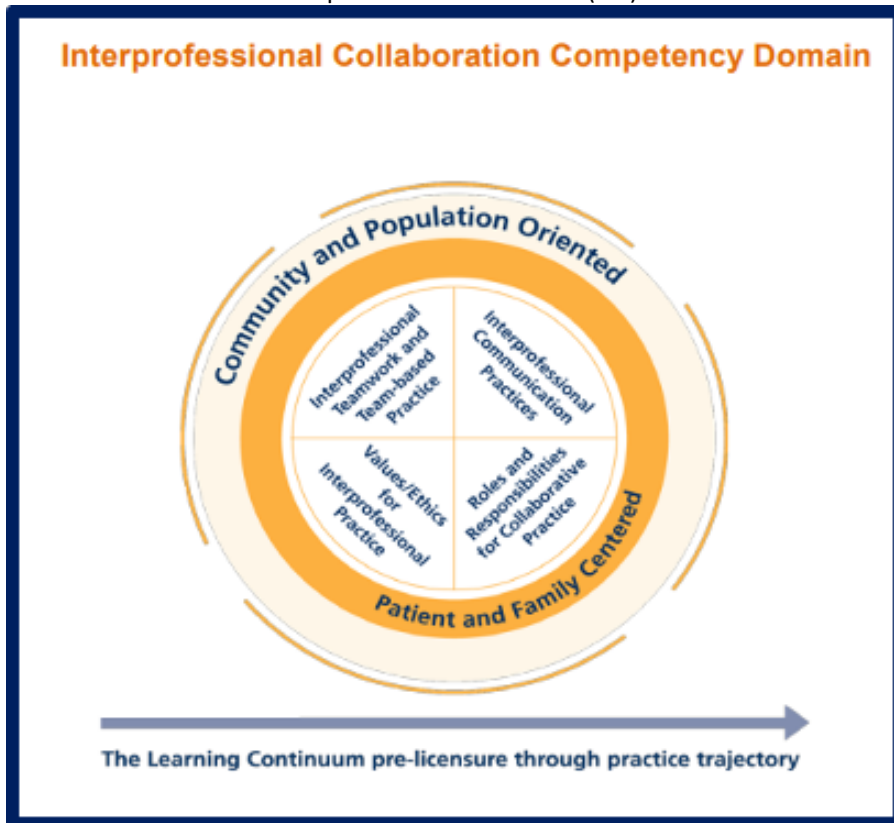 Interprofessional Collaboration Competency Domain
Community and Population Oriented
Interprofessional
Teamwork and
Team-based
Practice
Interprofessional
Communication
Practices
Values/Ethics
for
Interprofessional
Practice
Roles and
Responsibilities
for Collaborative
Practice
Patient and Family Centered
The Learning Continuum pre-licensure through practice trajectory